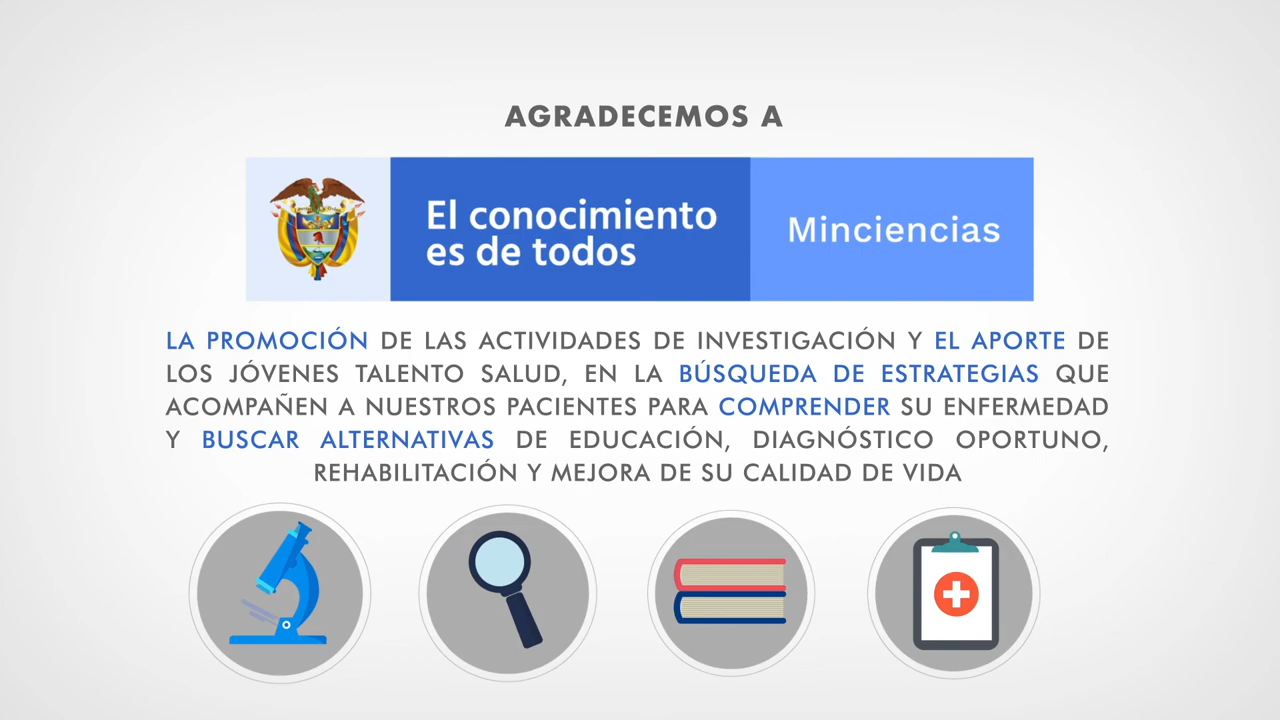 AGRADECEMOS A
El conocimiento
es de todos
Minciencias
LA PROMOCIÓN DE LAS ACTIVIDADES DE INVESTIGACIÓN Y EL APORTE DE
LOS JÓVENES TALENTO SALUD, EN LA BÚSQUEDA DE ESTRATEGIAS QUE
ACOMPAÑEN A NUESTROS PACIENTES PARA COMPRENDER SU ENFERMEDAD
Y BUSCAR ALTERNATIVAS DE EDUCACIÓN, DIAGNÓSTICO OPORTUNO,
REHABILITACIÓN Y MEJORA DE SU CALIDAD DE VIDA